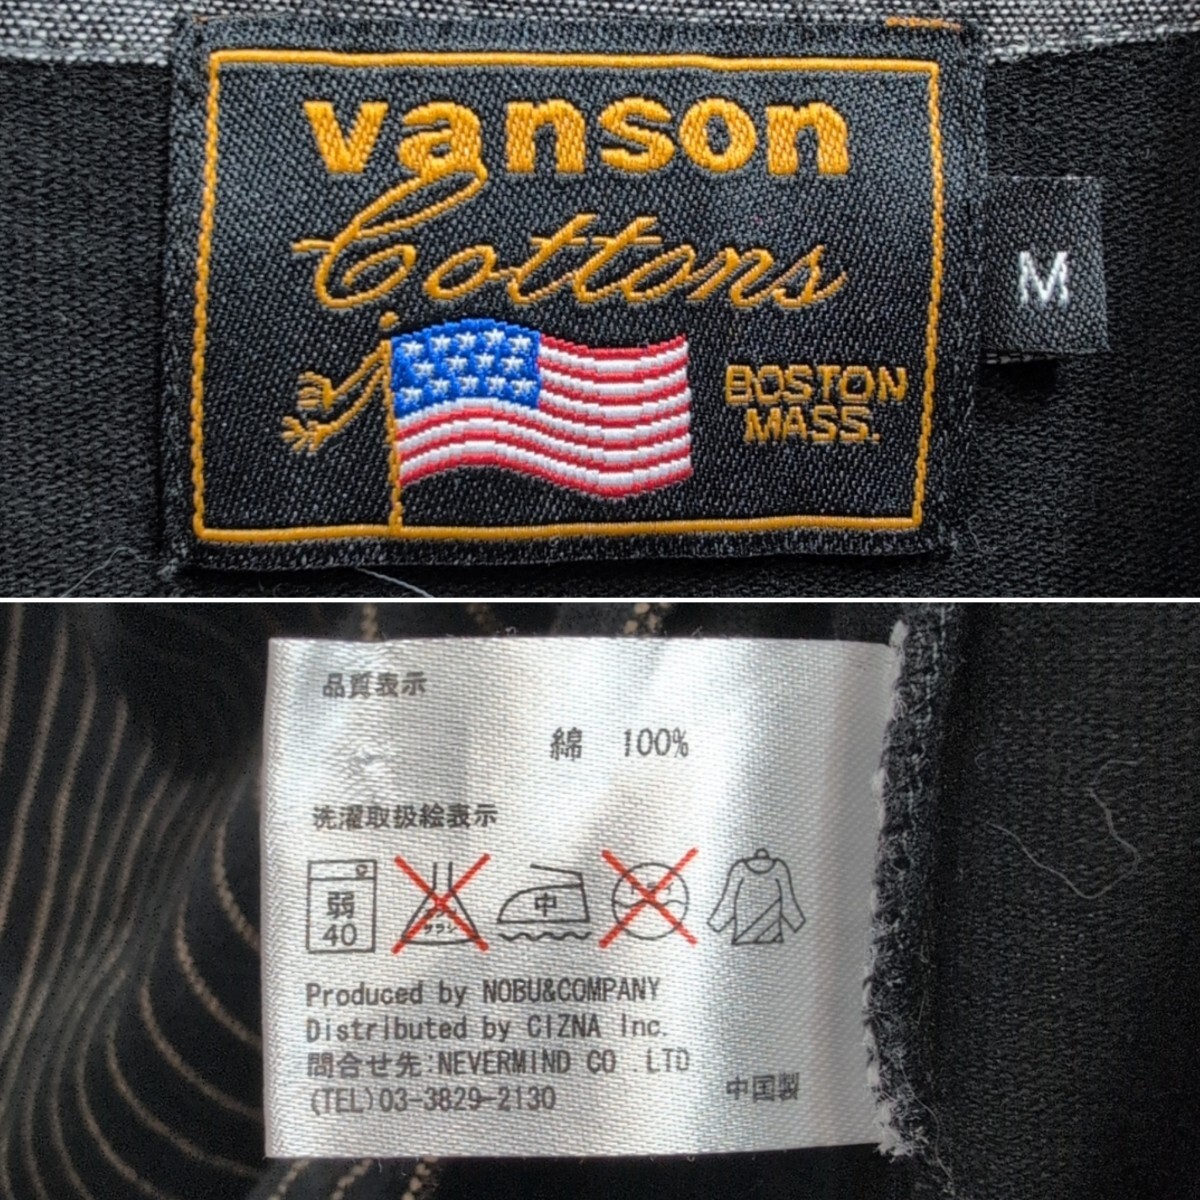 vanson
Cottons
BOSTON
MASS.
M
品質表示
綿 100%
洗濯取扱絵表示
弱
40
中
Produced by NOBU&COMPANY
Distributed by CIZNA Inc.
問合せ先:NEVERMIND CO .LTD
(TEL)03-3829-2130
中国製